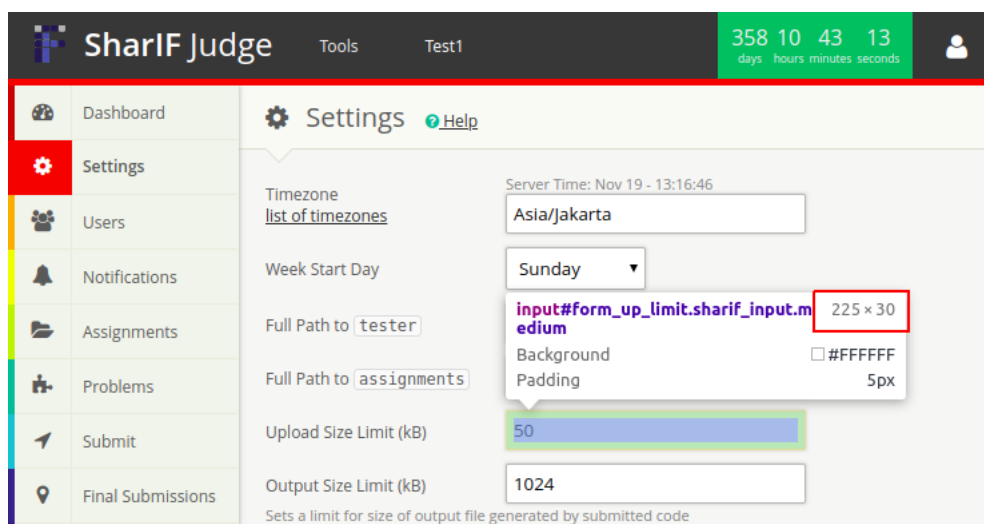 SharIF Judge Tools Test1 358 10 43 13
days hours minutes seconds
Dashboard
Settings
Users
Notifications
Assignments
Problems
Submit
Final Submissions
Settings Help
Server Time: Nov 19 - 13:16:46
Timezone
list of timezones
Asia/Jakarta
Week Start Day
Sunday
input#form_up_limit.sharif_input.m 225 × 30
edium
Background #FFFFFF
Padding 5px
Full Path to tester
Full Path to assignments
Upload Size Limit (kB)
50
Output Size Limit (kB)
1024
Sets a limit for size of output file generated by submitted code